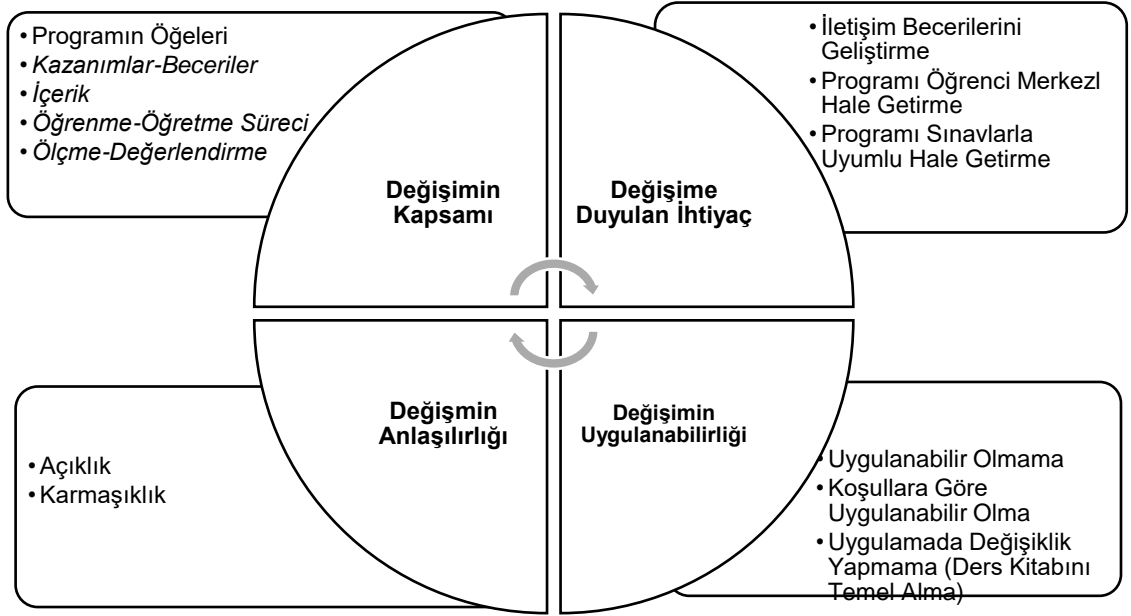 • Programın Öğeleri
• Kazanımlar-Beceriler
• İçerik
• Öğrenme-Öğretme Süreci
• Ölçme-Değerlendirme
Değişimin
Kapsamı
• İletişim Becerilerini
Geliştirme
• Programı Öğrenci Merkezl
Hale Getirme
• Programı Sınavlarla
Uyumlu Hale Getirme
Değişime
Duyulan İhtiyaç
• Açıklık
• Karmaşıklık
Değişmin
Anlaşılırlığı
Değişimin
Uygulanabilirliği
• Uygulanabilir Olmama
• Koşullara Göre
Uygulanabilir Olma
• Uygulamada Değişiklik
Yapmama (Ders Kitabını
Temel Alma)